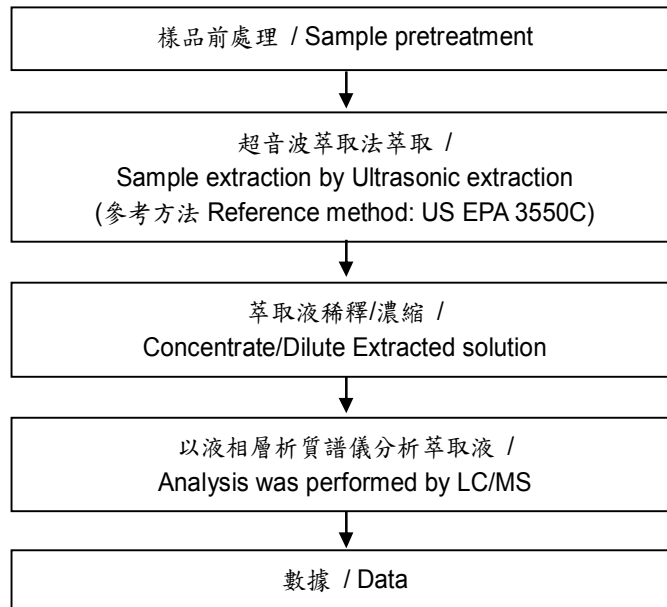 樣品前處理 / Sample pretreatment
超音波萃取法萃取 /
Sample extraction by Ultrasonic extraction
(參考方法 Reference method: US EPA 3550C)
萃取液稀釋/濃縮 /
Concentrate/Dilute Extracted solution
以液相層析質譜儀分析萃取液 /
Analysis was performed by LC/MS
數據 / Data